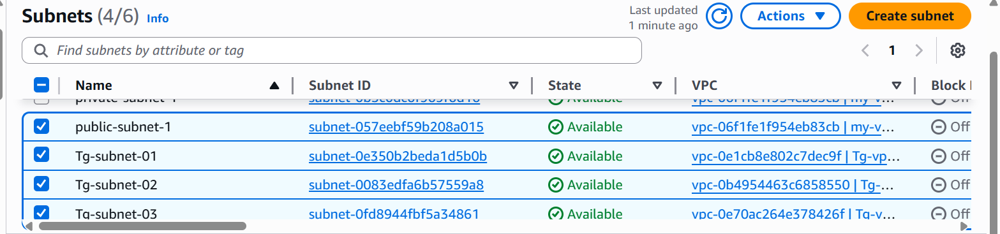 Subnets (4/6) Info
Last updated
1 minute ago
Actions
Create subnet
Find subnets by attribute or tag
1
Name Subnet ID State VPC Block
private-subnet-1 Available Off
public-subnet-1 subnet-057eebf59b208a015 Available vpc-06f1fe1f954eb83cb | my-v... Off
Tg-subnet-01 subnet-0e350b2beda1d5b0b Available vpc-0e1cb8e802c7dec9f | Tg-vp... Off
Tg-subnet-02 subnet-0083edfa6b57559a8 Available vpc-0b4954463c6858550 | Tg-... Off
Tg-subnet-03 subnet-0fd8944fbf5a34861 Available vpc-0e70ac264e378426f | Tg-v... Off